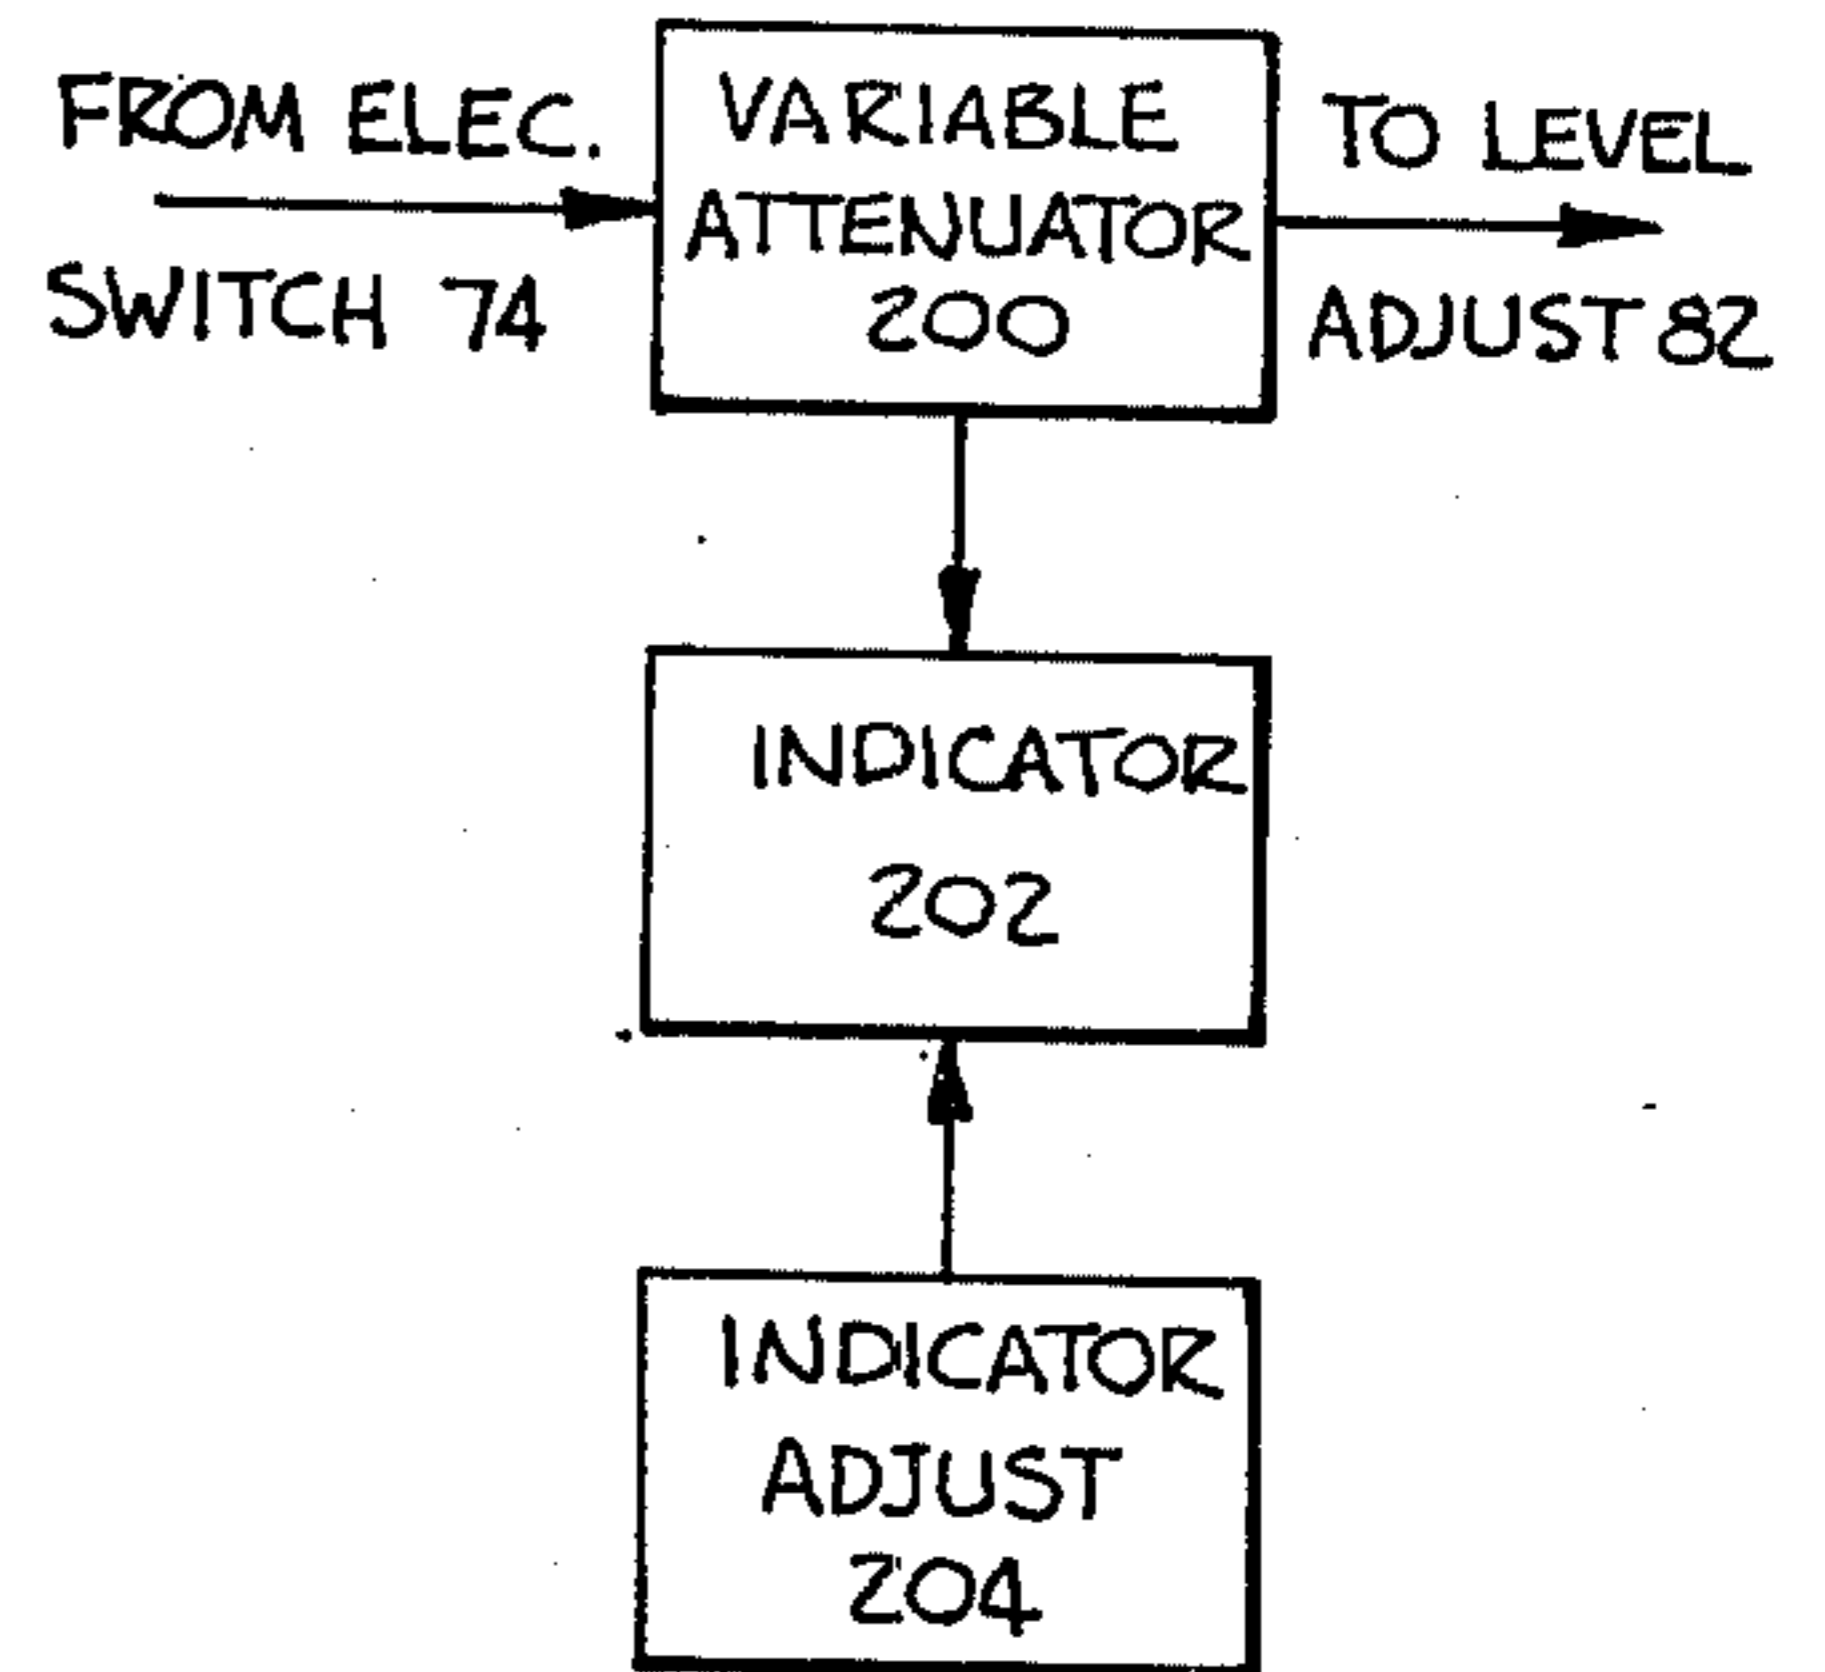 FROM ELEC.
SWITCH 74
VARIABLE
ATTENUATOR
200
TO LEVEL
ADJUST 82
INDICATOR
202
INDICATOR
ADJUST
204